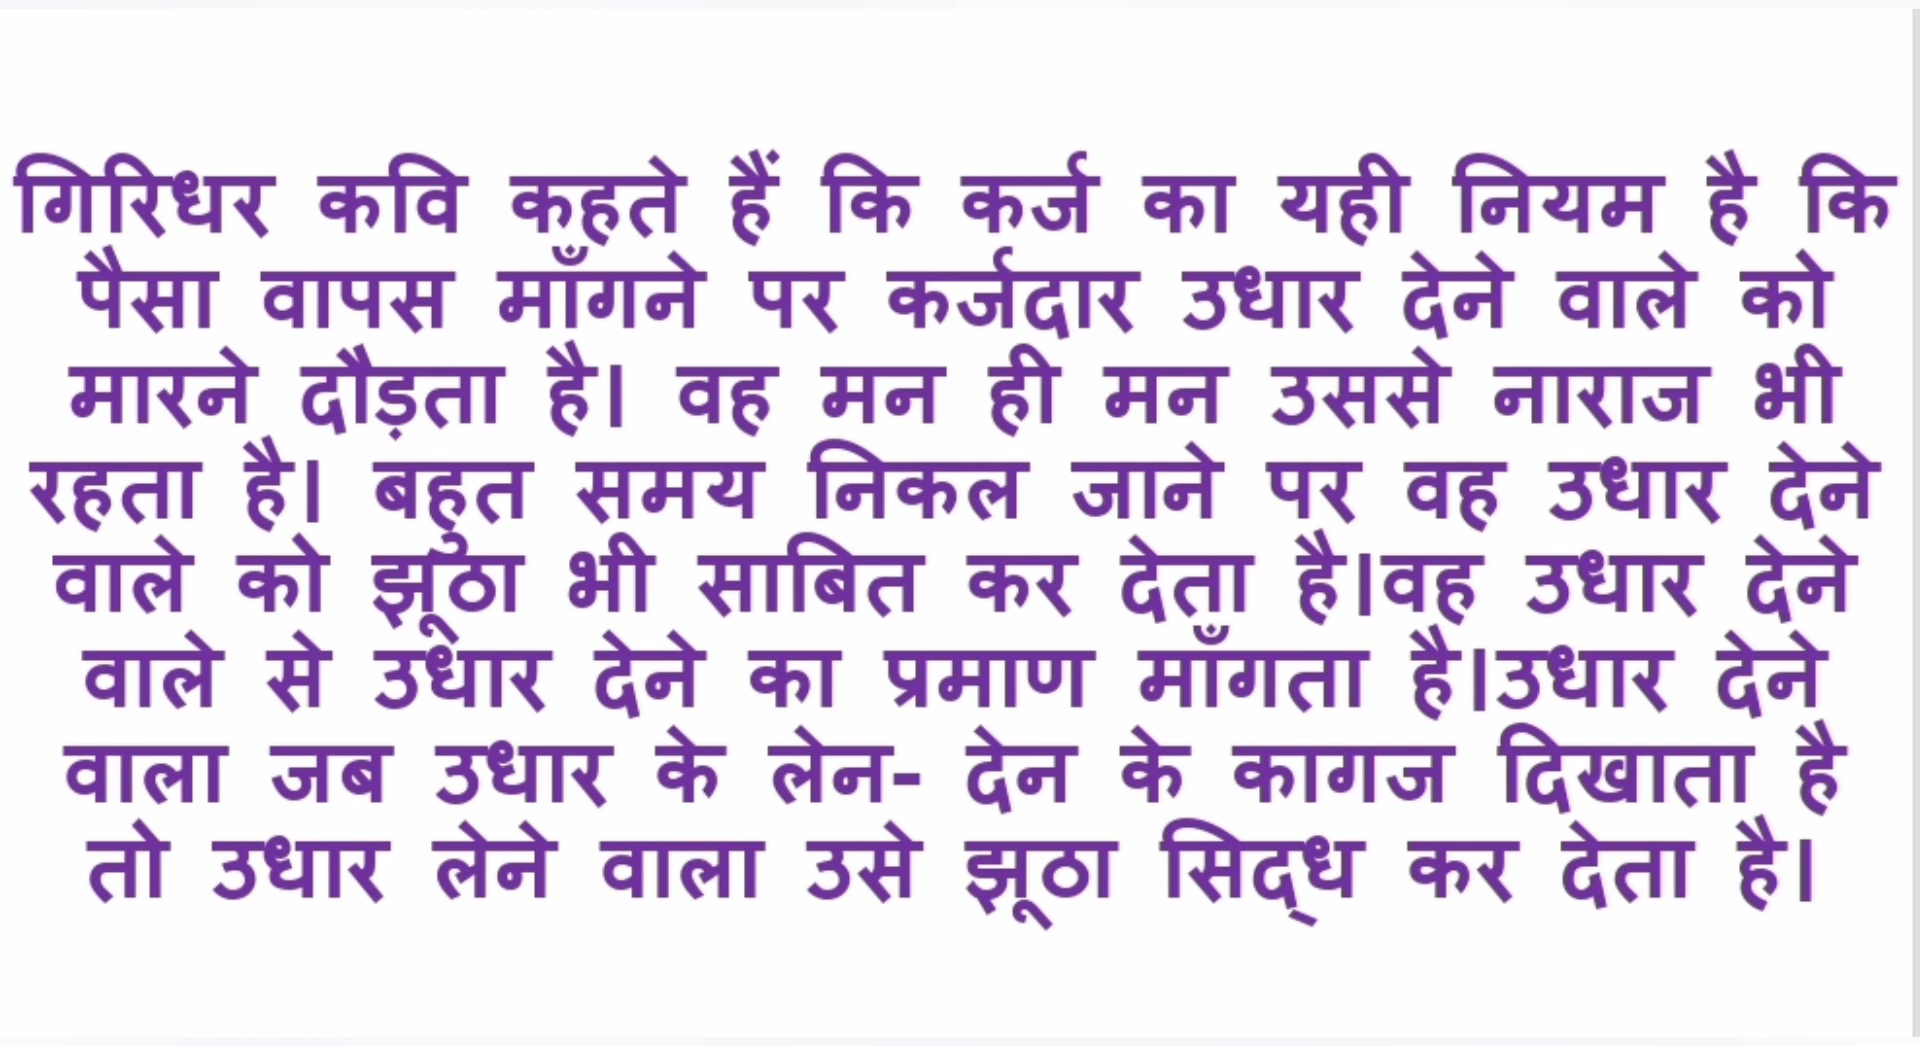 गिरिधर कवि कहते हैं कि कर्ज का यही नियम है कि
पैसा वापस माँगने पर कर्जदार उधार देने वाले को
मारने दौड़ता है। वह मन ही मन उससे नाराज भी
रहता है। बहुत समय निकल जाने पर वह उधार देने
वाले को झूठा भी साबित कर देता है।वह उधार देने
वाले से उधार देने का प्रमाण माँगता है।उधार देने
वाला जब उधार के लेन- देन के कागज दिखाता है
तो उधार लेने वाला उसे झूठा सिद्ध कर देता है।